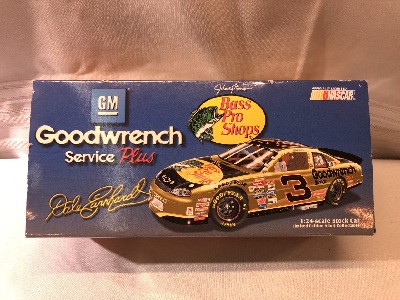 GM
Goodwrench
Service Plus
Dale Earnhardt
Bass
Pro
Shops
NASCAR
Goodwrench
3
1:24-scale Stock Car